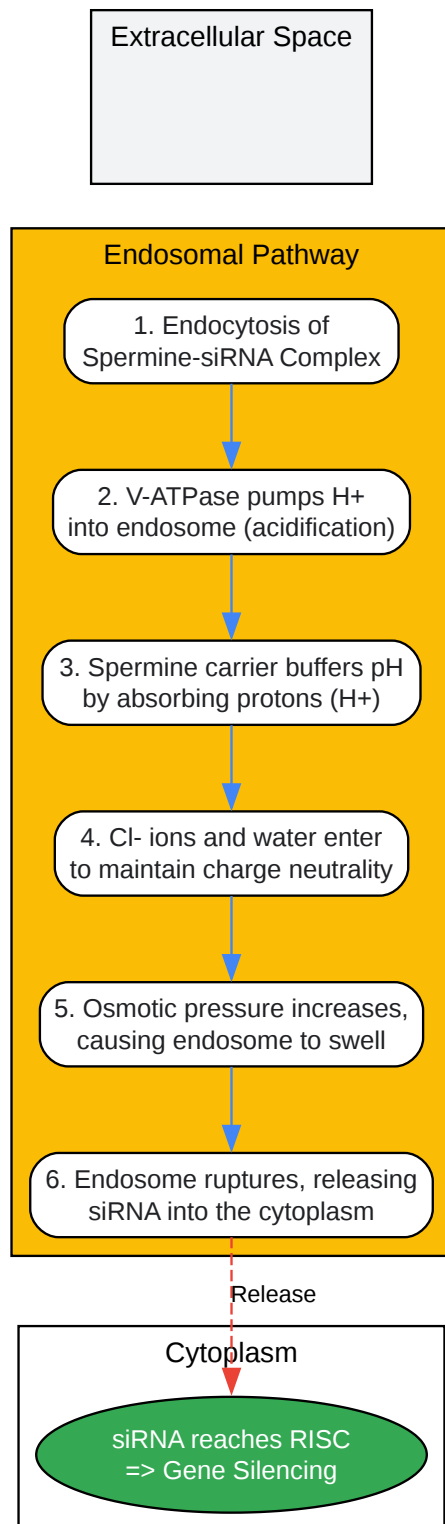 Extracellular Space
Endosomal Pathway
1. Endocytosis of
Spermine-siRNA Complex
2. V-ATPase pumps H+
into endosome (acidification)
3. Spermine carrier buffers pH
by absorbing protons (H+)
4. Cl- ions and water enter
to maintain charge neutrality
5. Osmotic pressure increases,
causing endosome to swell
6. Endosome ruptures, releasing
siRNA into the cytoplasm
Release
Cytoplasm
siRNA reaches RISC
=> Gene Silencing